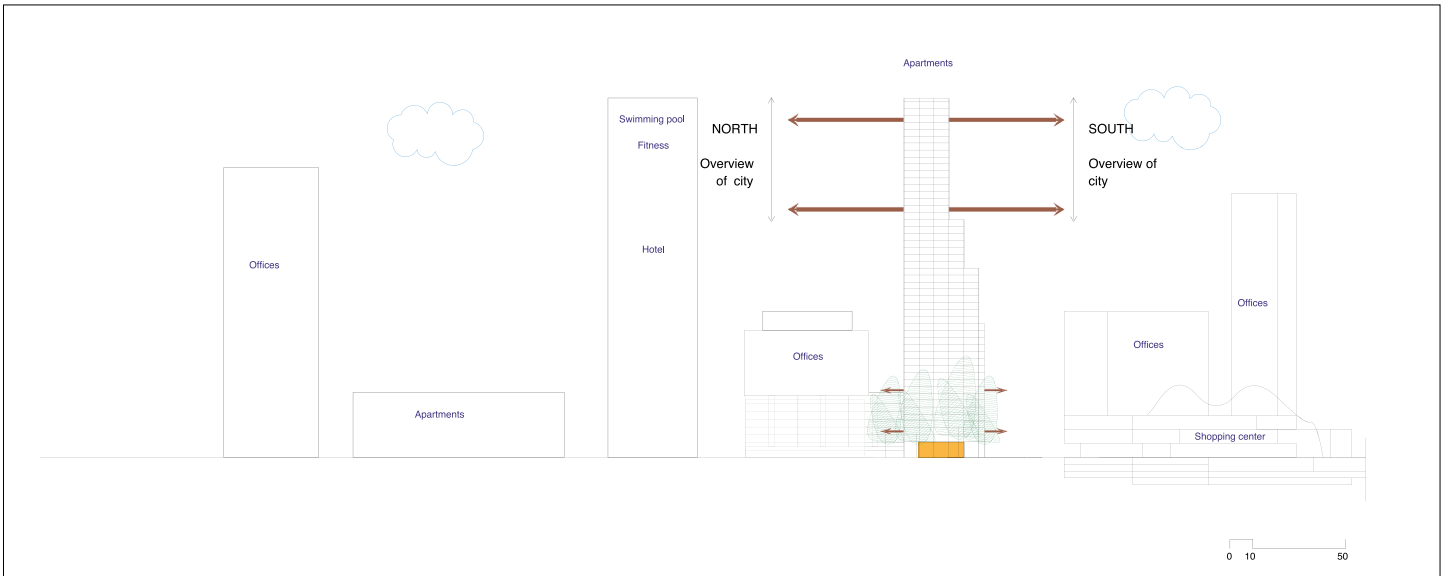 Apartments
Swimming pool
Fitness
NORTH
Overview
of city
SOUTH
Overview of
city
Hotel
Offices
Offices
Offices
Offices
Apartments
Shopping center
0 10 50